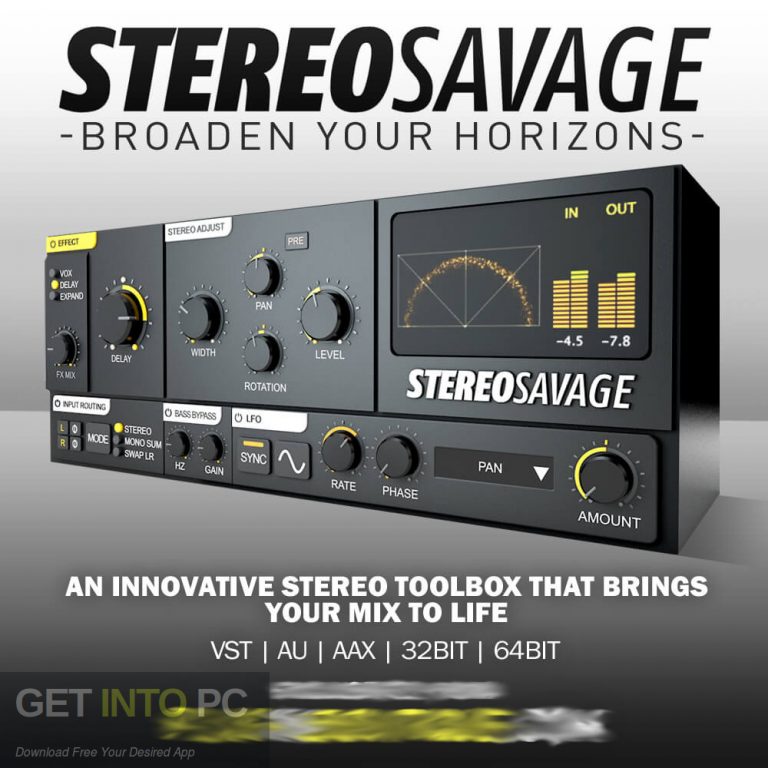 STEREOSAVAGE
-BROADEN YOUR HORIZONS-
EFFECT
VOX
DELAY
EXPAND
FX MIX
DELAY
STEREO ADJUST
PRE
PAN
WIDTH
LEVEL
ROTATION
IN OUT
-4.5 -7.8
STEREOSAVAGE
INPUT ROUTING
L Ø
R Ø
MODE
STEREO
MONO SUM
SWAP LR
BASS BYPASS
HZ GAIN
LFO
SYNC
RATE
PHASE
PAN
AMOUNT
AN INNOVATIVE STEREO TOOLBOX THAT BRINGS
YOUR MIX TO LIFE
VST | AU | AAX | 32BIT | 64BIT
GET INTO PC
Download Free Your Desired App